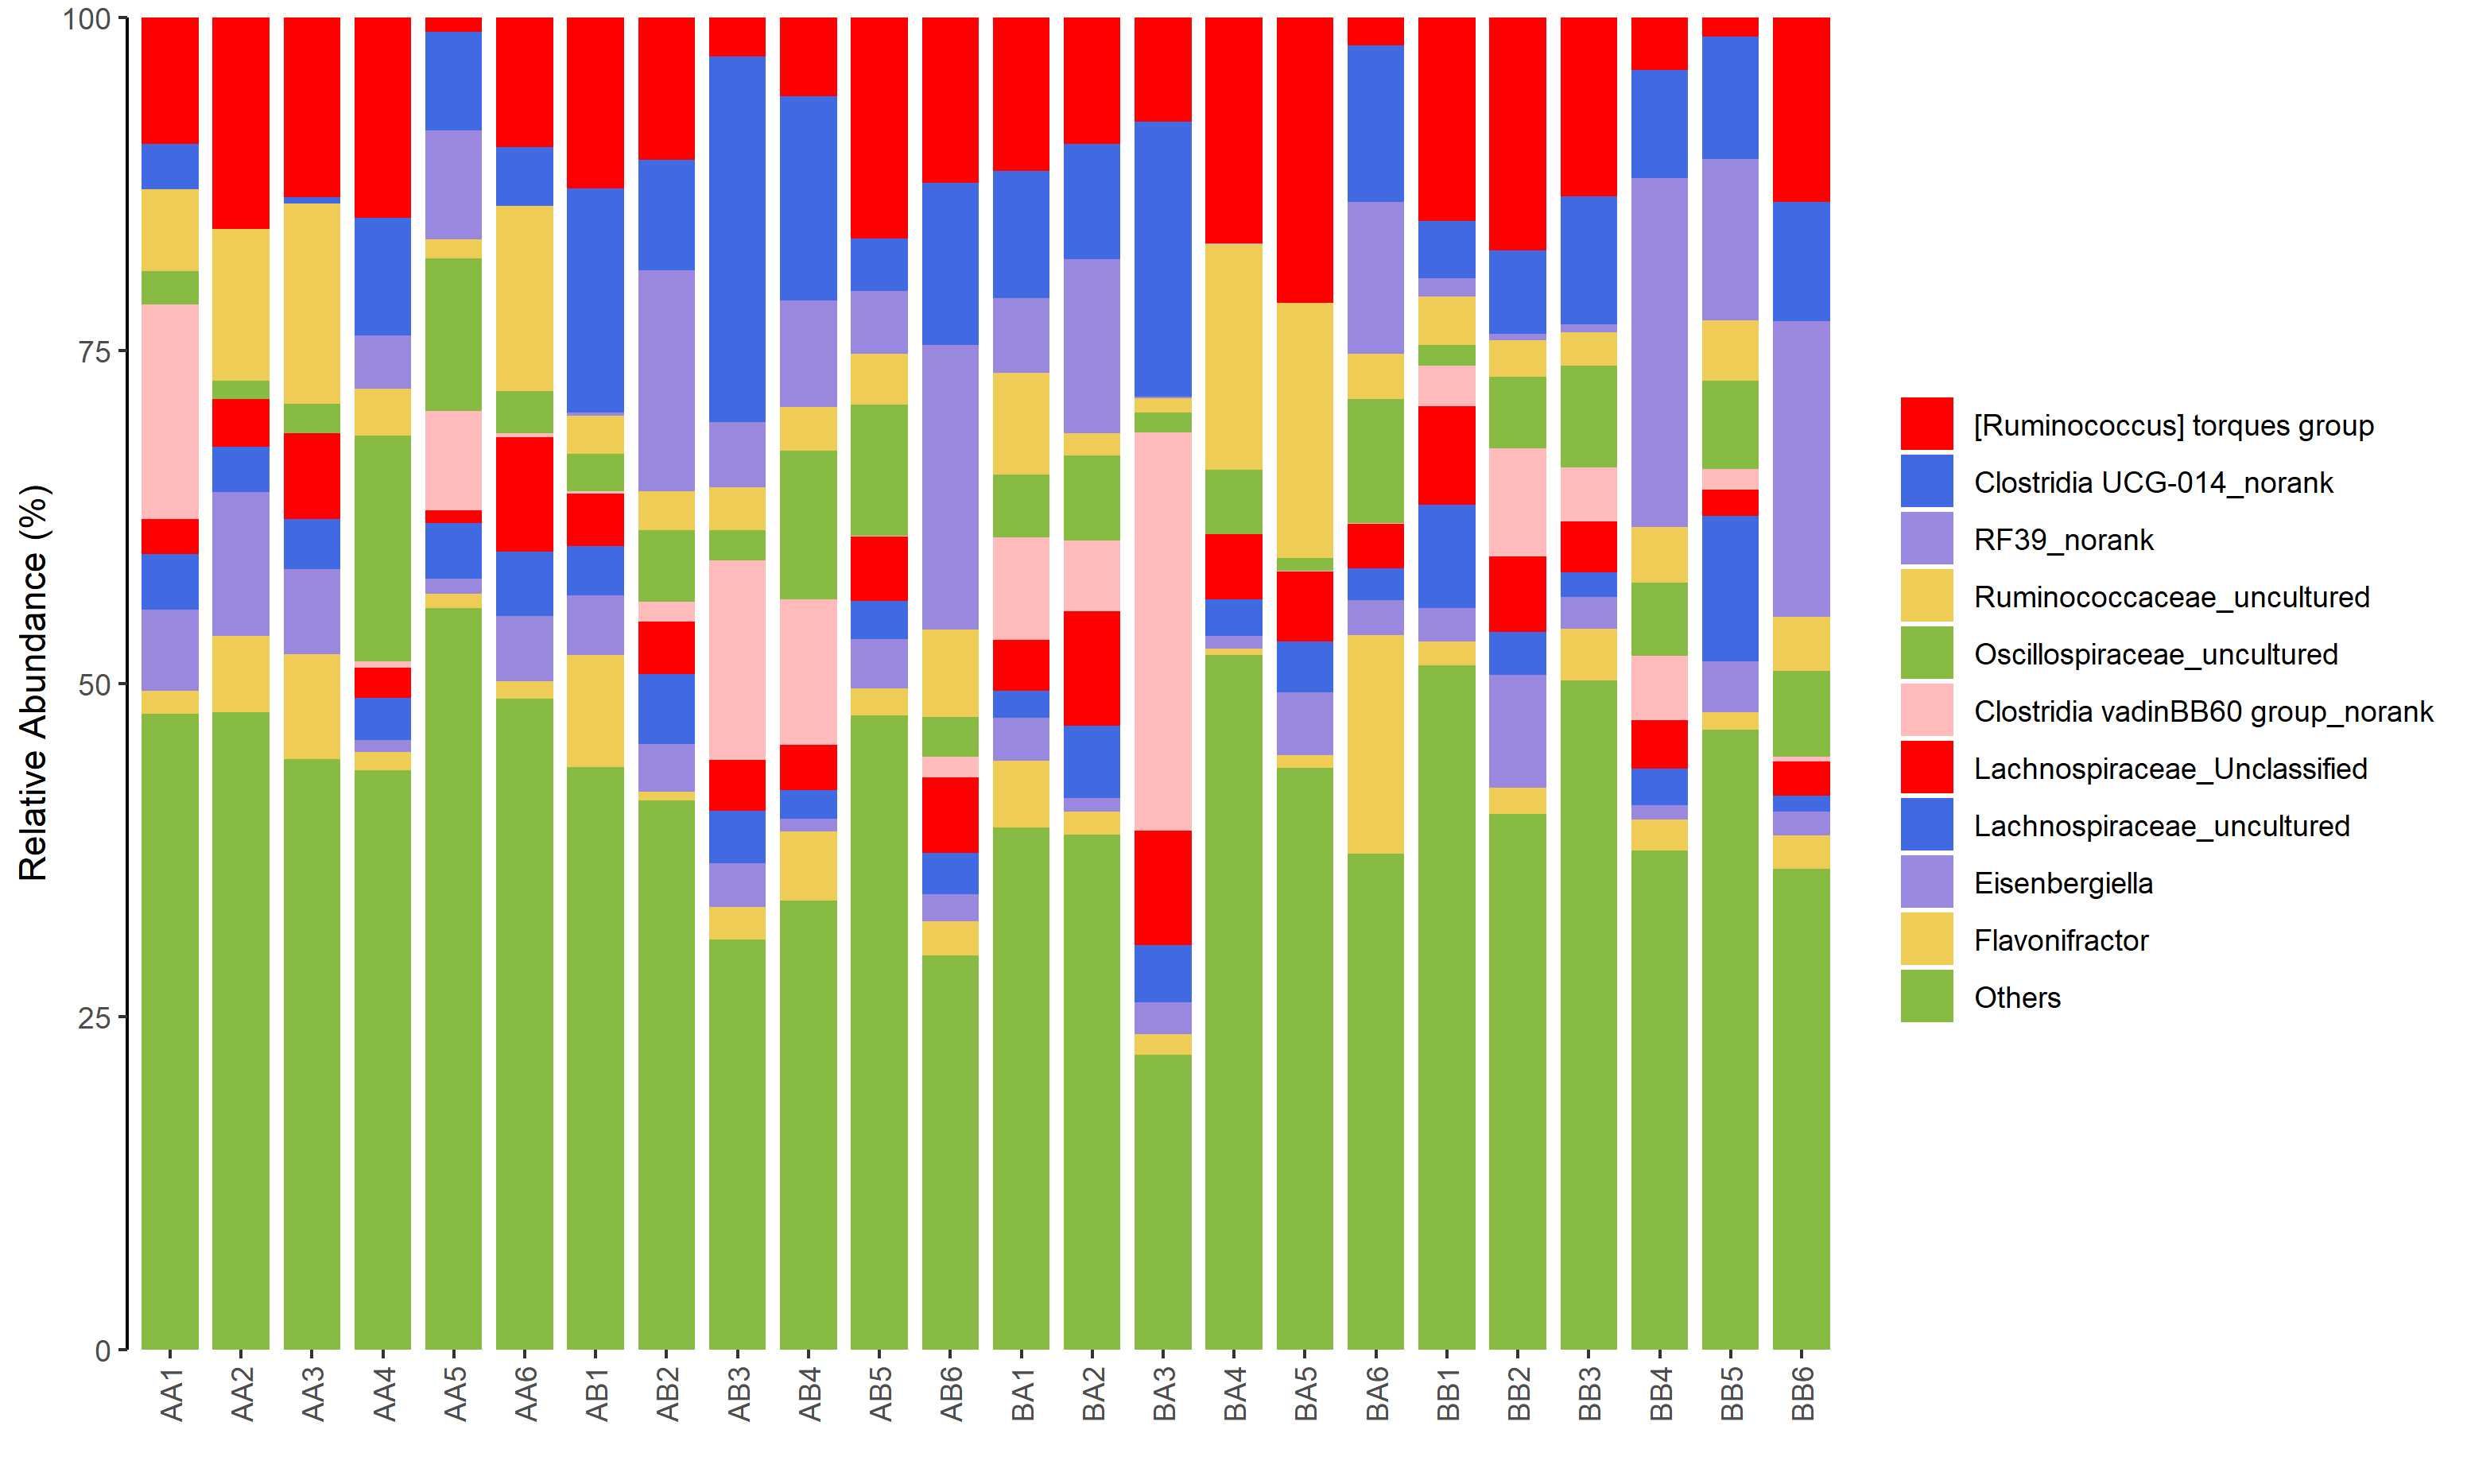 100
75
50
25
0
Relative Abundance (%)
AA1
AA2
AA3
AA4
AA5
AA6
AB1
AB2
AB3
AB4
AB5
AB6
BA1
BA2
BA3
BA4
BA5
BA6
BB1
BB2
BB3
BB4
BB5
BB6
[Ruminococcus] torques group
Clostridia UCG-014_norank
RF39_norank
Ruminococcaceae_uncultured
Oscillospiraceae_uncultured
Clostridia vadinBB60 group_norank
Lachnospiraceae_Unclassified
Lachnospiraceae_uncultured
Eisenbergiella
Flavonifractor
Others